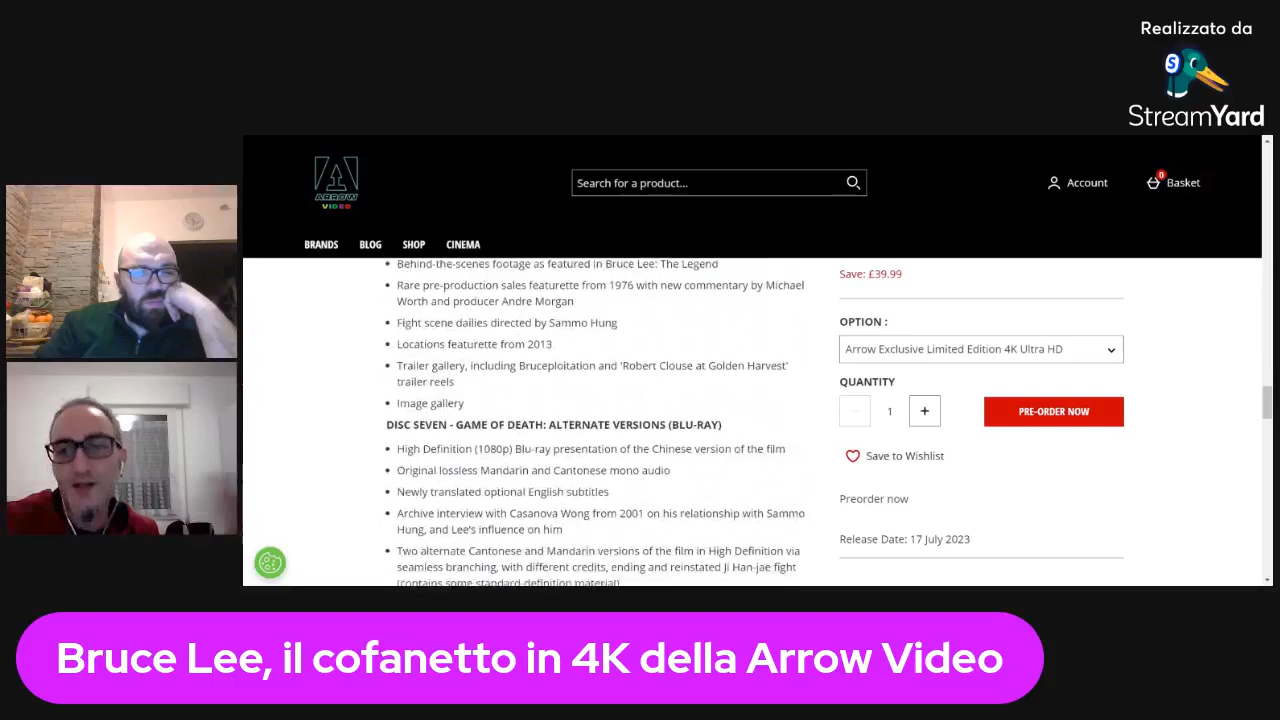 Realizzato da
S
StreamYard
ARROW
VIDEO
Search for a product...
Account
0
Basket
BRANDS
BLOG
SHOP
CINEMA
Behind-the-scenes footage as featured in Bruce Lee: The Legend
Rare pre-production sales featurette from 1976 with new commentary by Michael
Worth and producer Andre Morgan
Fight scene dailies directed by Sammo Hung
Locations featurette from 2013
Trailer gallery, including Bruceploitation and 'Robert Clouse at Golden Harvest'
trailer reels
Image gallery
DISC SEVEN - GAME OF DEATH: ALTERNATE VERSIONS (BLU-RAY)
High Definition (1080p) Blu-ray presentation of the Chinese version of the film
Original lossless Mandarin and Cantonese mono audio
Newly translated optional English subtitles
Archive interview with Casanova Wong from 2001 on his relationship with Sammo
Hung, and Lee's influence on him
Two alternate Cantonese and Mandarin versions of the film in High Definition via
seamless branching, with different credits, ending and reinstated Ji Han-jae fight
(contains some standard-definition material)
Save: £39.99
OPTION :
Arrow Exclusive Limited Edition 4K Ultra HD
QUANTITY
1
+
PRE-ORDER NOW
Save to Wishlist
Preorder now
Release Date: 17 July 2023
Bruce Lee, il cofanetto in 4K della Arrow Video